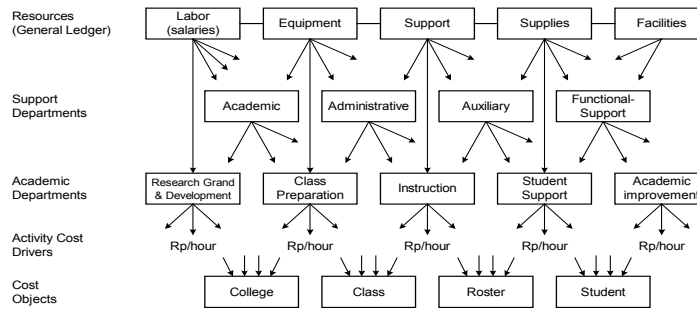 Resources
(General Ledger)
Labor
(salaries)
Equipment
Support
Supplies
Facilities
Support
Departments
Academic
Administrative
Auxiliary
Functional-
Support
Academic
Departments
Research Grand
& Development
Class
Preparation
Instruction
Student
Support
Academic
improvement
Activity Cost
Drivers
Rp/hour
Rp/hour
Rp/hour
Rp/hour
Rp/hour
Cost
Objects
College
Class
Roster
Student